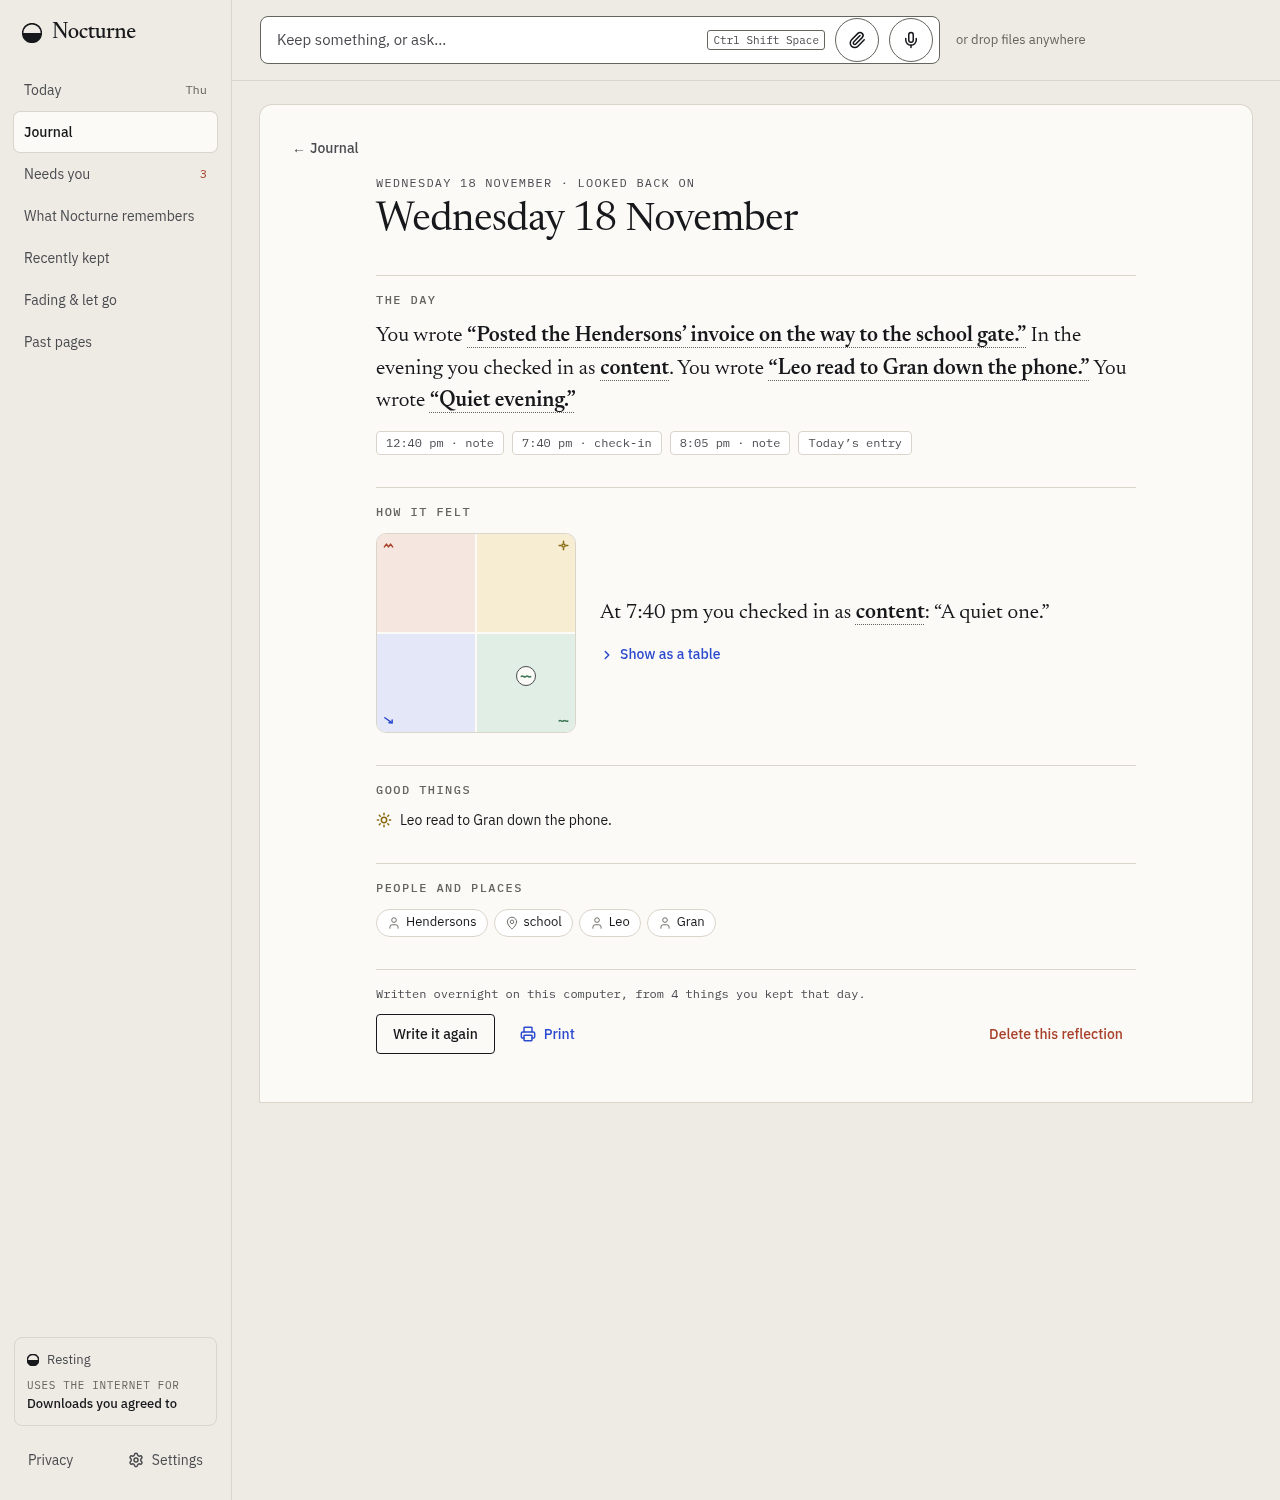 Nocturne
Keep something, or ask…
Ctrl Shift Space
or drop files anywhere
Today
Thu
Journal
Needs you
3
What Nocturne remembers
Recently kept
Fading & let go
Past pages
← Journal
WEDNESDAY 18 NOVEMBER · LOOKED BACK ON
Wednesday 18 November
THE DAY
You wrote “Posted the Hendersons’ invoice on the way to the school gate.” In the
evening you checked in as content. You wrote “Leo read to Gran down the phone.” You
wrote “Quiet evening.”
12:40 pm · note
7:40 pm · check-in
8:05 pm · note
Today’s entry
HOW IT FELT
At 7:40 pm you checked in as content: “A quiet one.”
Show as a table
GOOD THINGS
Leo read to Gran down the phone.
PEOPLE AND PLACES
Hendersons
school
Leo
Gran
Written overnight on this computer, from 4 things you kept that day.
Write it again
Print
Delete this reflection
Resting
USES THE INTERNET FOR
Downloads you agreed to
Privacy
Settings